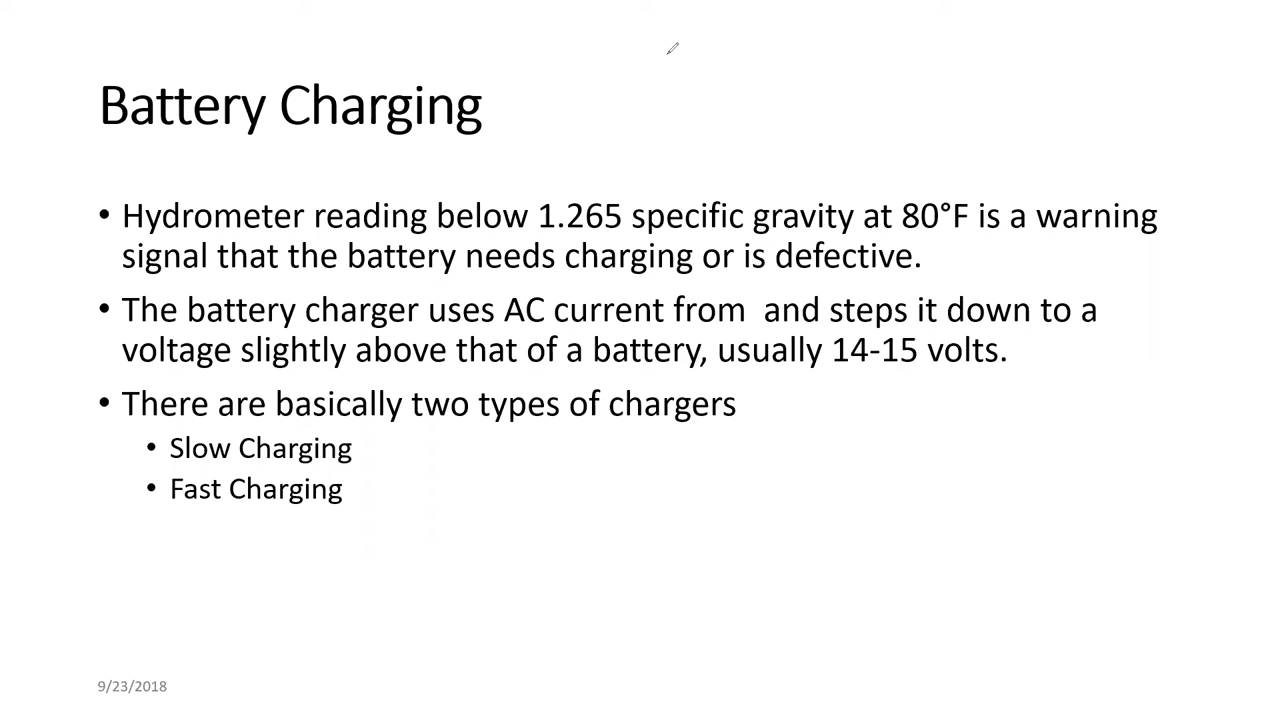 Battery Charging
• Hydrometer reading below 1.265 specific gravity at 80°F is a warning
signal that the battery needs charging or is defective.
• The battery charger uses AC current from  and steps it down to a
voltage slightly above that of a battery, usually 14-15 volts.
• There are basically two types of chargers
• Slow Charging
• Fast Charging
9/23/2018